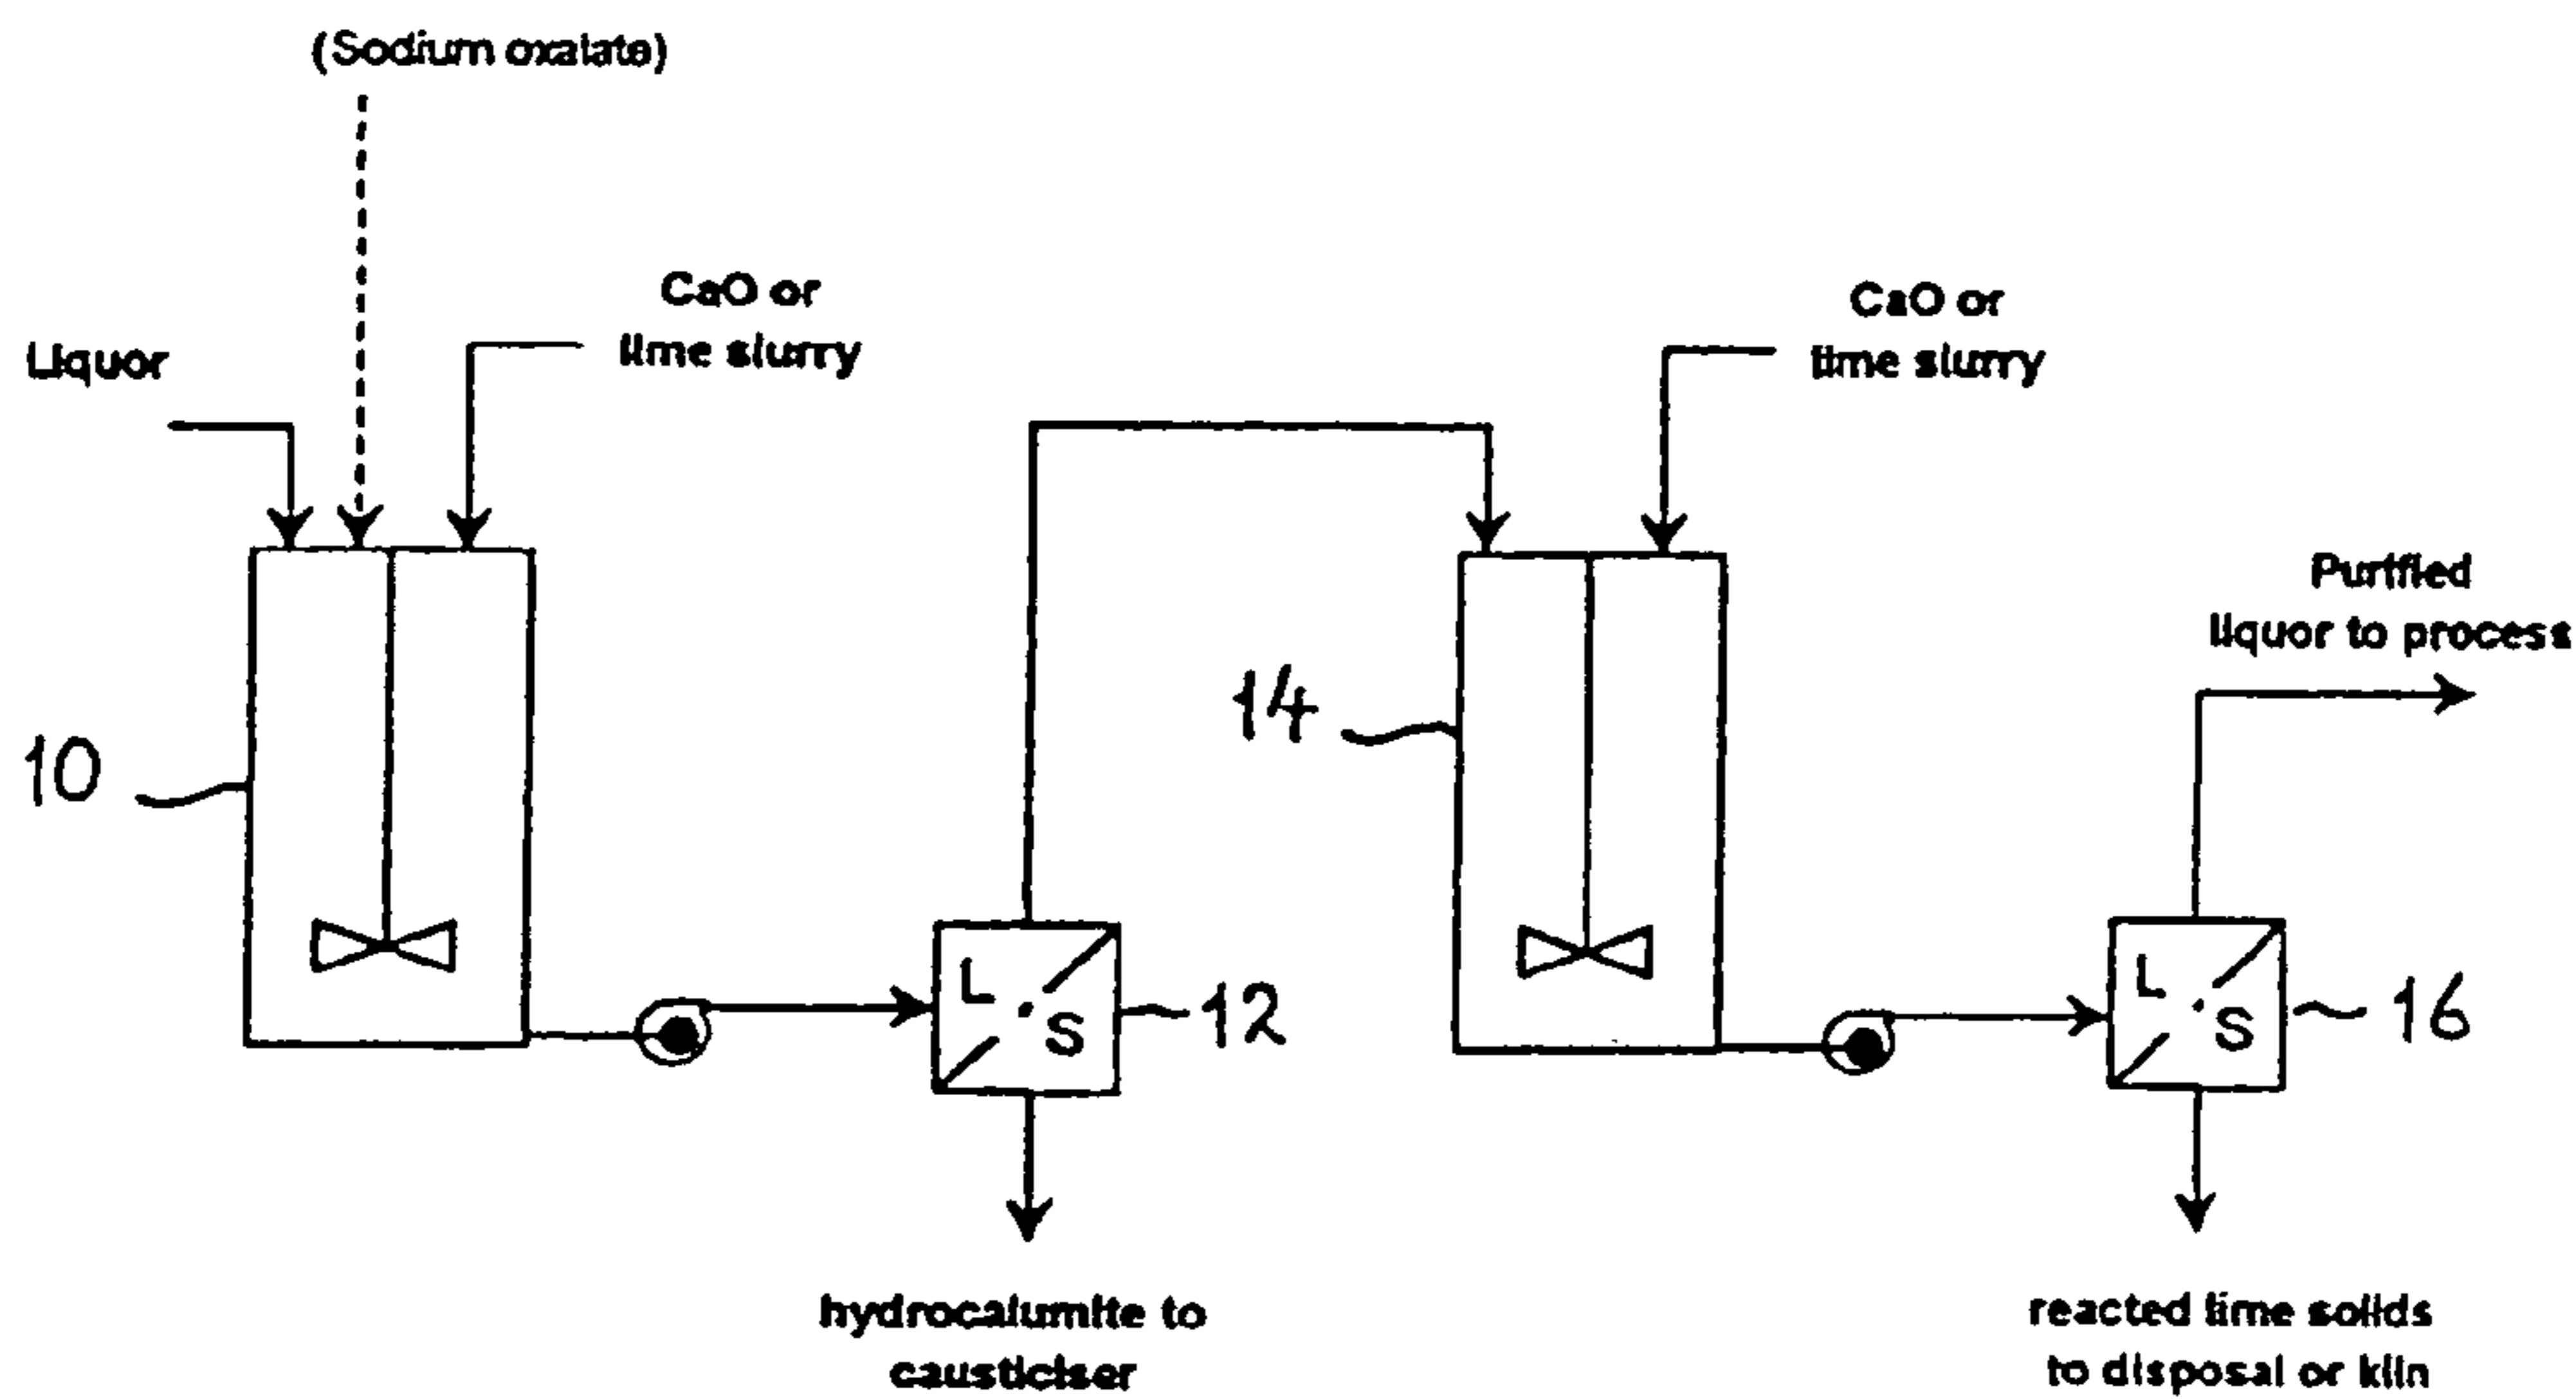 (Sodium oxalate)
CaO or
lime slurry
Liquor
CaO or
lime slurry
Purified
liquor to process
10
14
L
S
12
L
S
16
hydrocalumite to
causticiser
reacted lime solids
to disposal or kiln